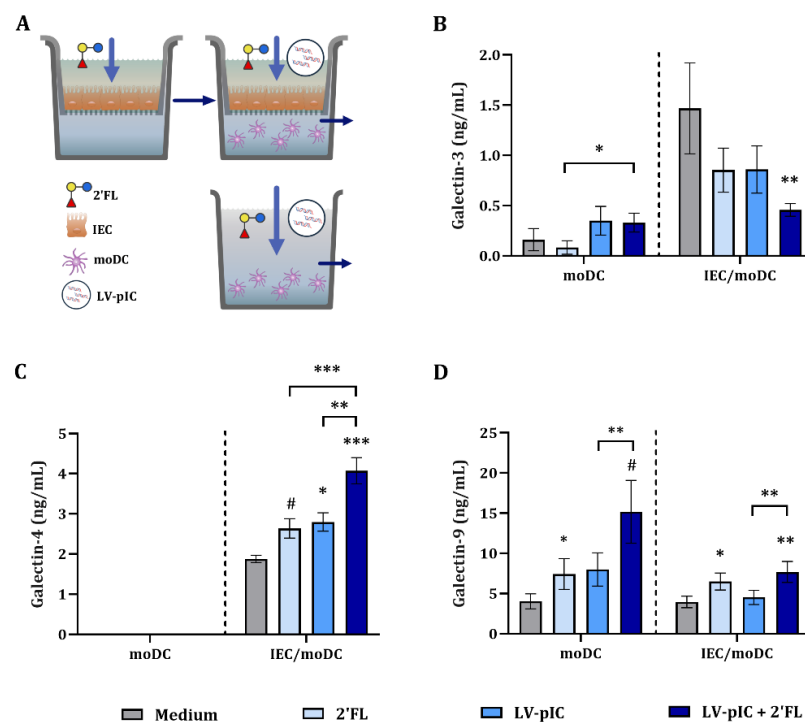 A
2'FL
IEC
moDC
LV-pIC
B
Galectin-3 (ng/mL)
2.0
1.5
1.0
0.5
0.0
*
**
moDC
IEC/moDC
C
Galectin-4 (ng/mL)
5
4
3
2
1
0
***
**
***
#
*
moDC
IEC/moDC
D
Galectin-9 (ng/mL)
25
20
15
10
5
0
**
#
*
**
*
**
moDC
IEC/moDC
Medium
2'FL
LV-pIC
LV-pIC + 2'FL